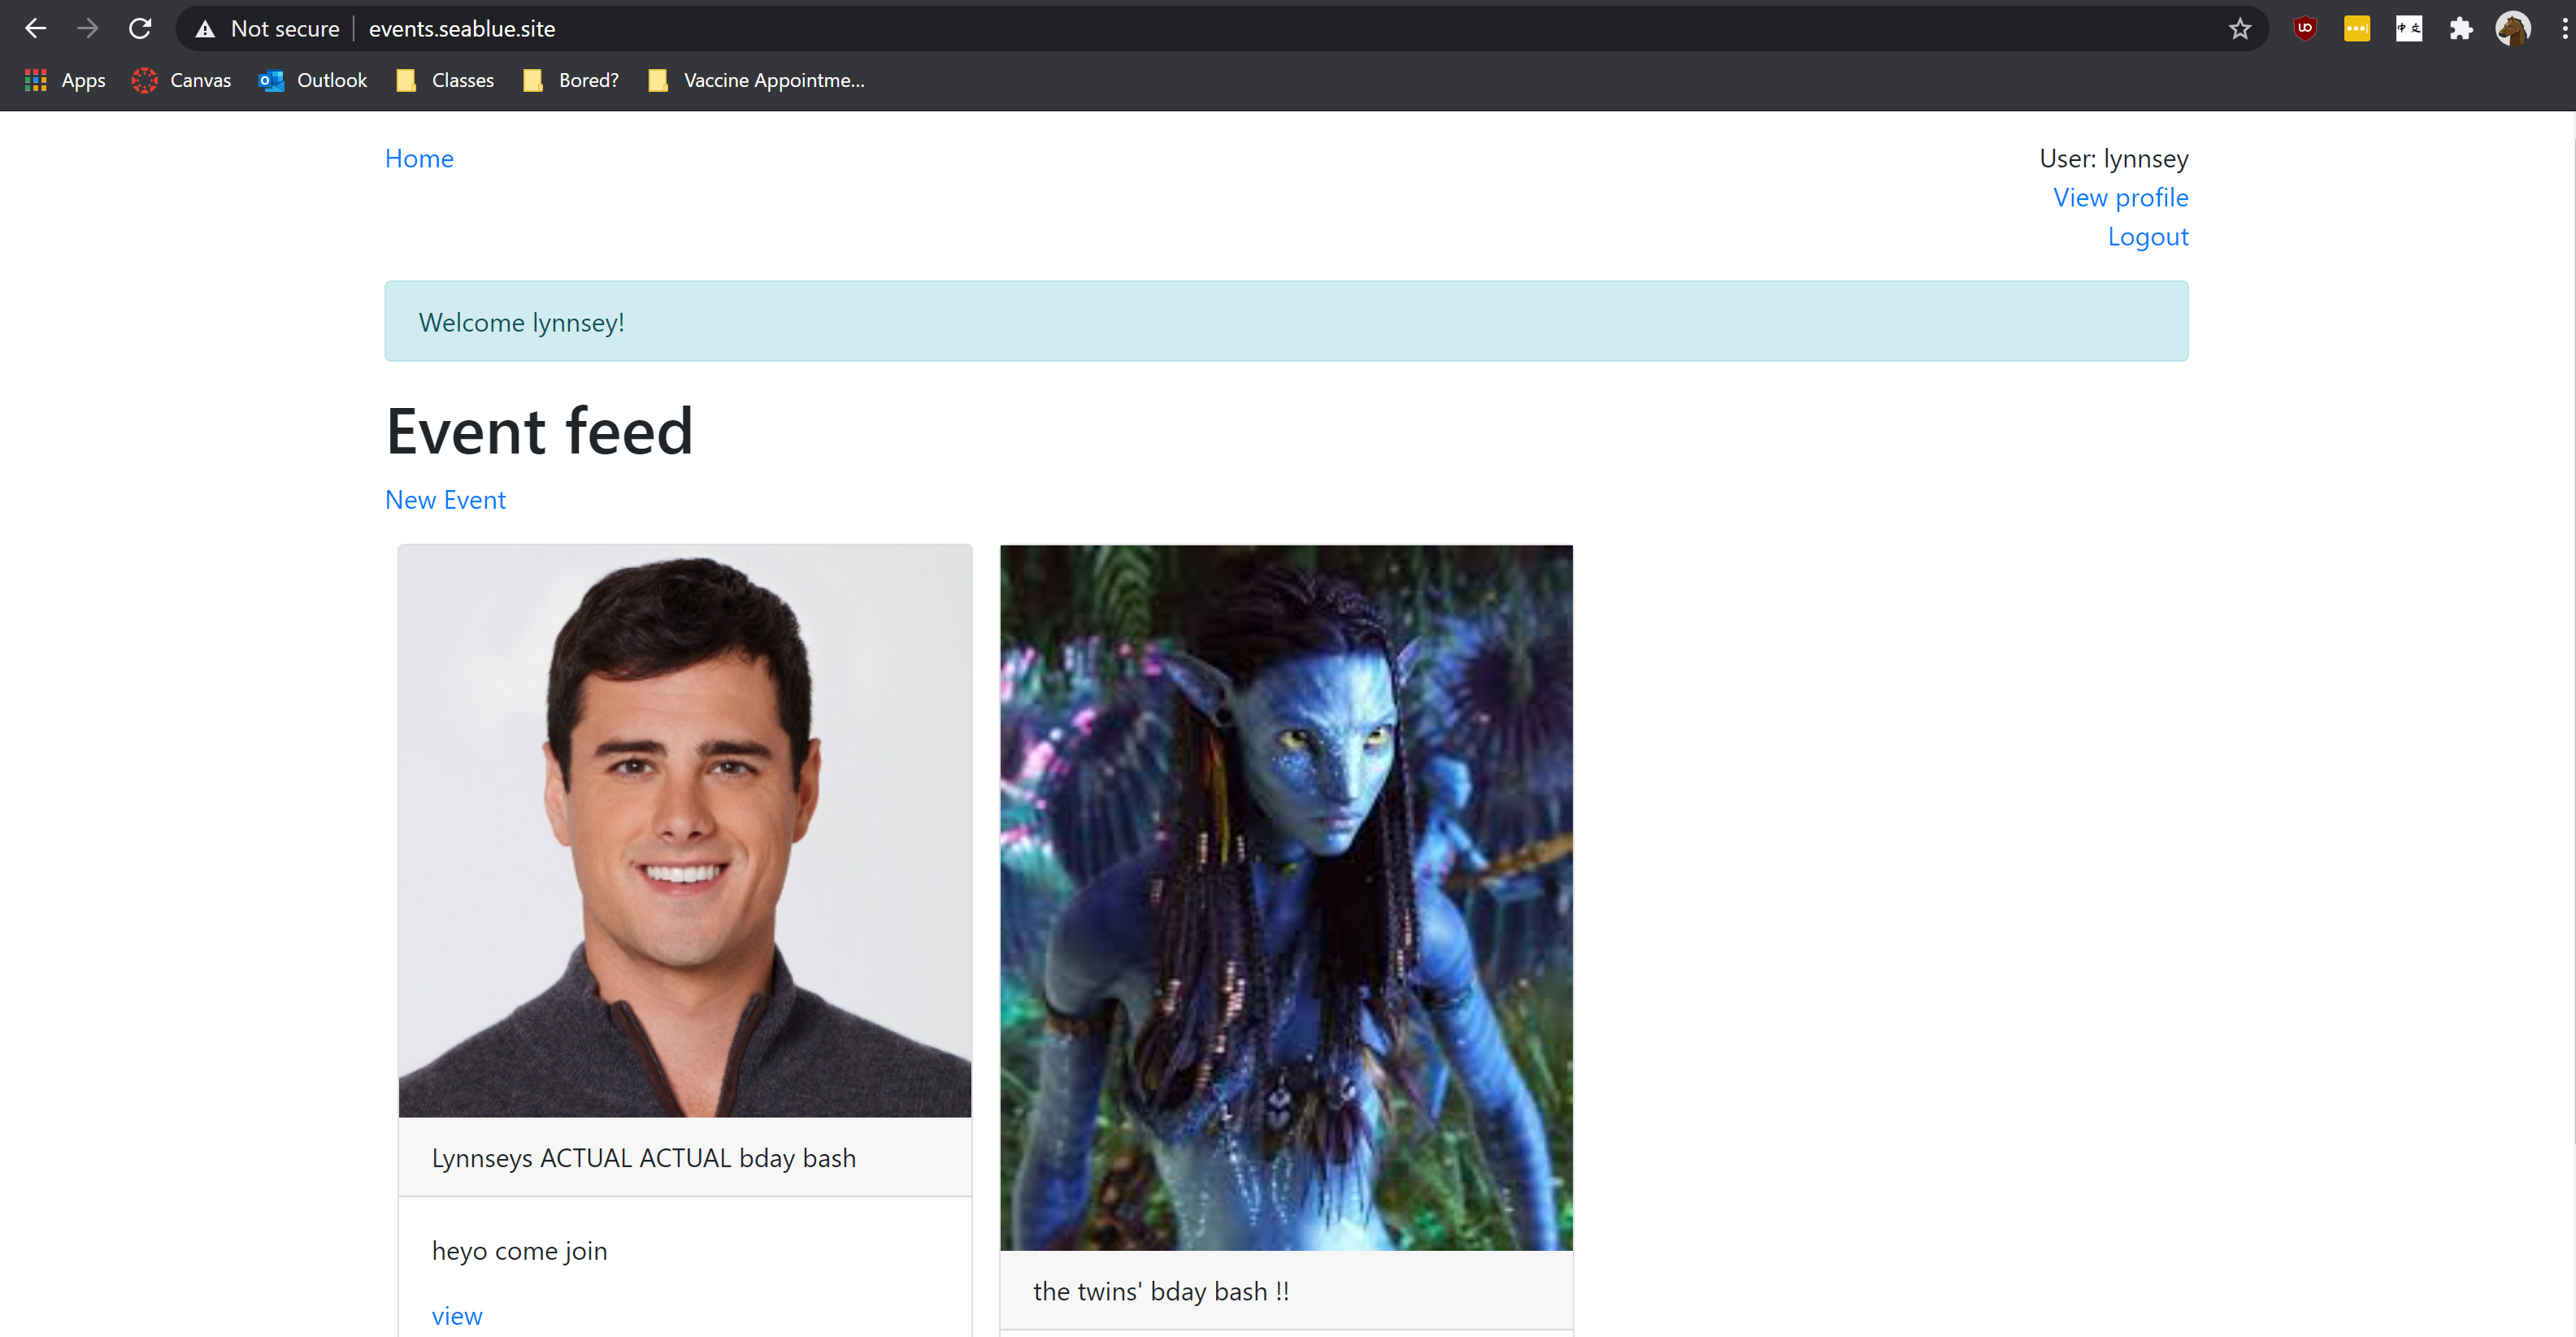 Not secure | events.seablue.site
Apps Canvas Outlook Classes Bored? Vaccine Appointme...
Home
User: lynnsey
View profile
Logout
Welcome lynnsey!
Event feed
New Event
Lynnseys ACTUAL ACTUAL bday bash
heyo come join
view
the twins' bday bash !!